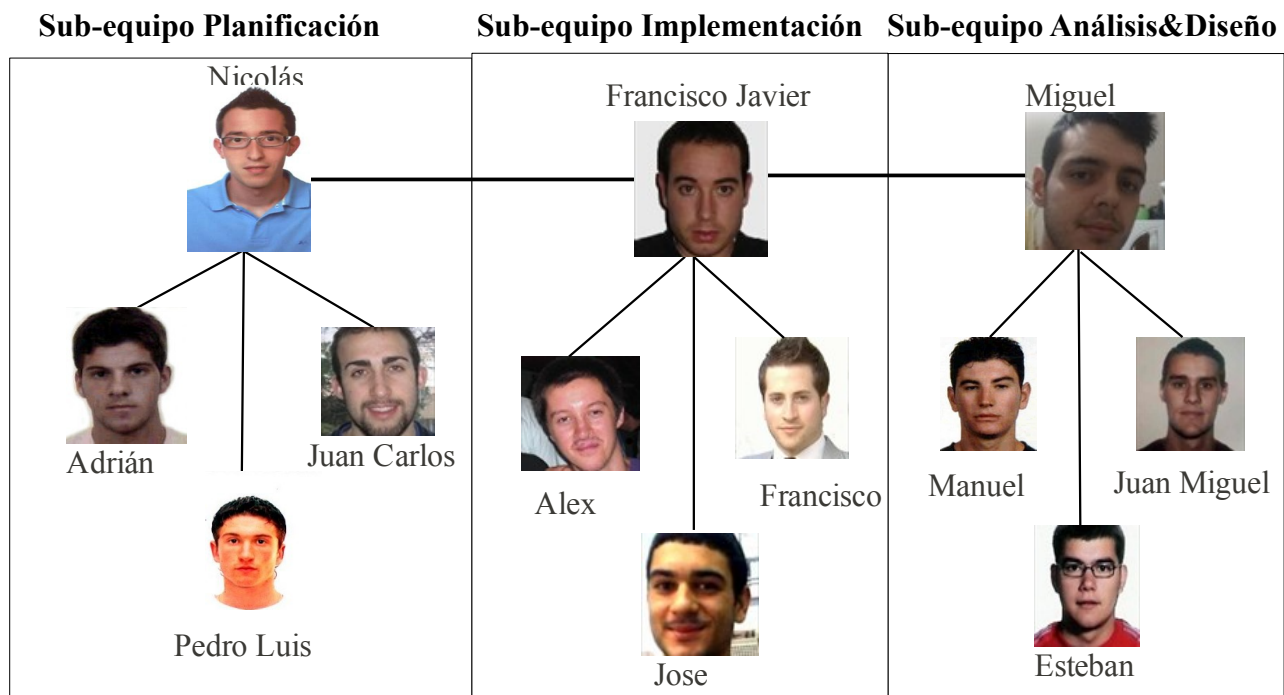 Sub-equipo Planificación
Sub-equipo Implementación
Sub-equipo Análisis&Diseño
Nicolás
Francisco Javier
Miguel
Adrián
Juan Carlos
Pedro Luis
Alex
Francisco
Jose
Manuel
Juan Miguel
Esteban